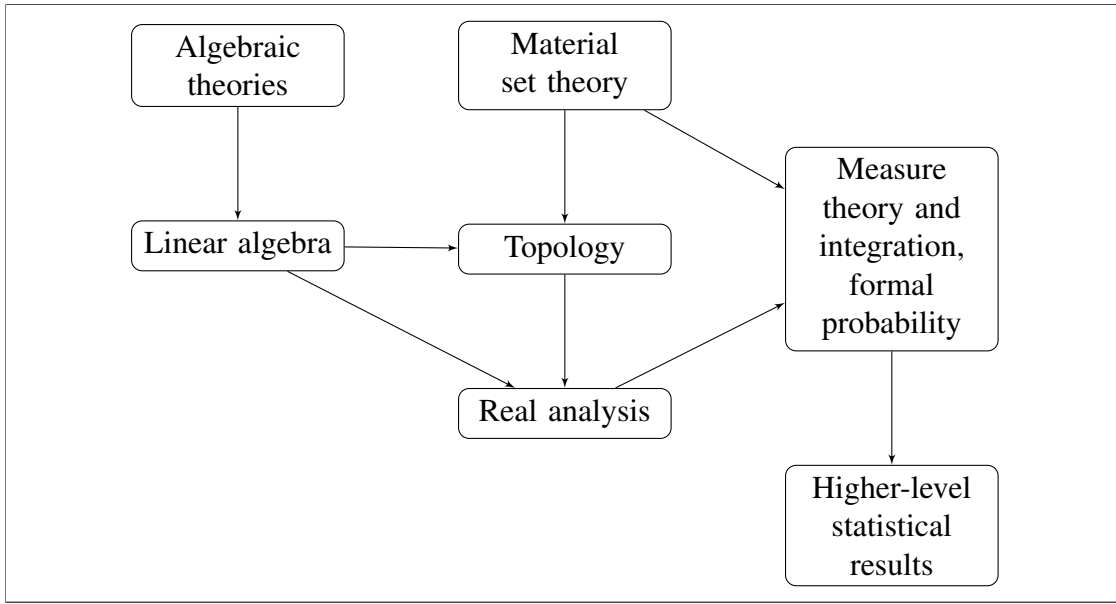 Algebraic
theories
Material
set theory
Measure
theory and
integration,
formal
probability
Linear algebra
Topology
Real analysis
Higher-level
statistical
results